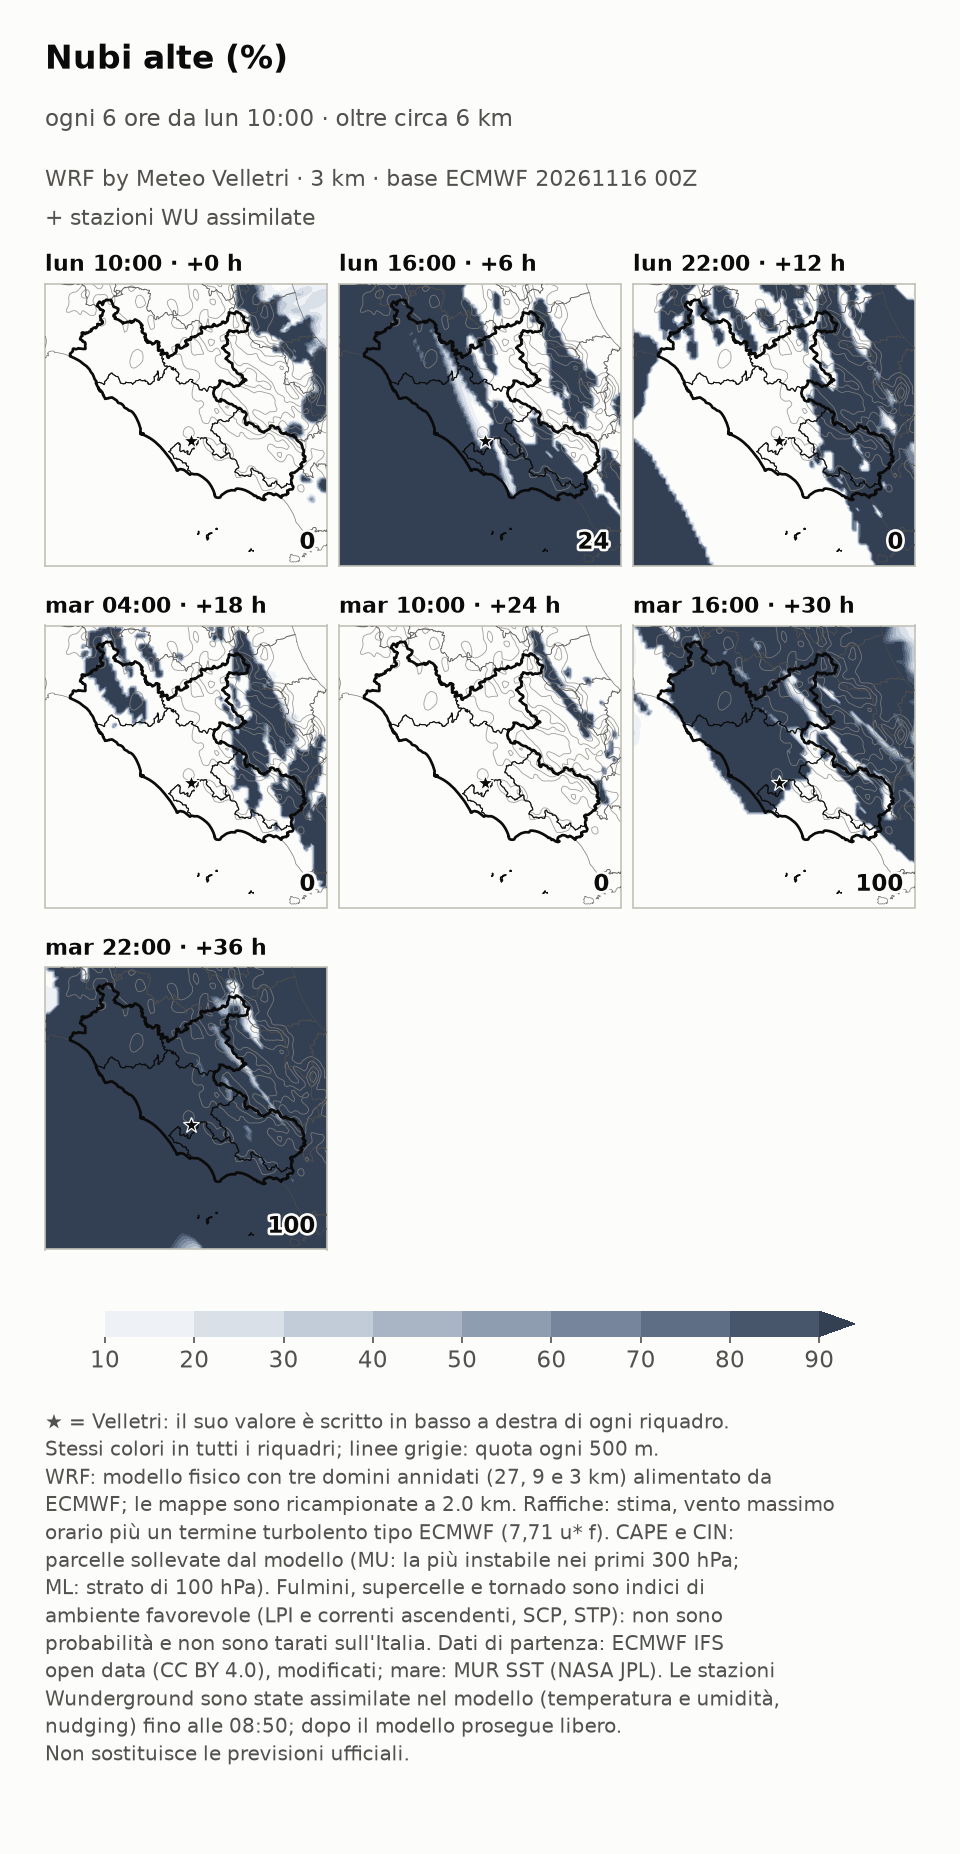 Nubi alte (%)
ogni 6 ore da lun 10:00 · oltre circa 6 km
WRF by Meteo Velletri · 3 km · base ECMWF 20261116 00Z
+ stazioni WU assimilate
lun 10:00 · +0 h
lun 16:00 · +6 h
lun 22:00 · +12 h
0
24
0
mar 04:00 · +18 h
mar 10:00 · +24 h
mar 16:00 · +30 h
0
0
100
mar 22:00 · +36 h
100
10 20 30 40 50 60 70 80 90
★ = Velletri: il suo valore è scritto in basso a destra di ogni riquadro.
Stessi colori in tutti i riquadri; linee grigie: quota ogni 500 m.
WRF: modello fisico con tre domini annidati (27, 9 e 3 km) alimentato da
ECMWF; le mappe sono ricampionate a 2.0 km. Raffiche: stima, vento massimo
orario più un termine turbolento tipo ECMWF (7,71 u* f). CAPE e CIN:
parcelle sollevate dal modello (MU: la più instabile nei primi 300 hPa;
ML: strato di 100 hPa). Fulmini, supercelle e tornado sono indici di
ambiente favorevole (LPI e correnti ascendenti, SCP, STP): non sono
probabilità e non sono tarati sull'Italia. Dati di partenza: ECMWF IFS
open data (CC BY 4.0), modificati; mare: MUR SST (NASA JPL). Le stazioni
Wunderground sono state assimilate nel modello (temperatura e umidità,
nudging) fino alle 08:50; dopo il modello prosegue libero.
Non sostituisce le previsioni ufficiali.